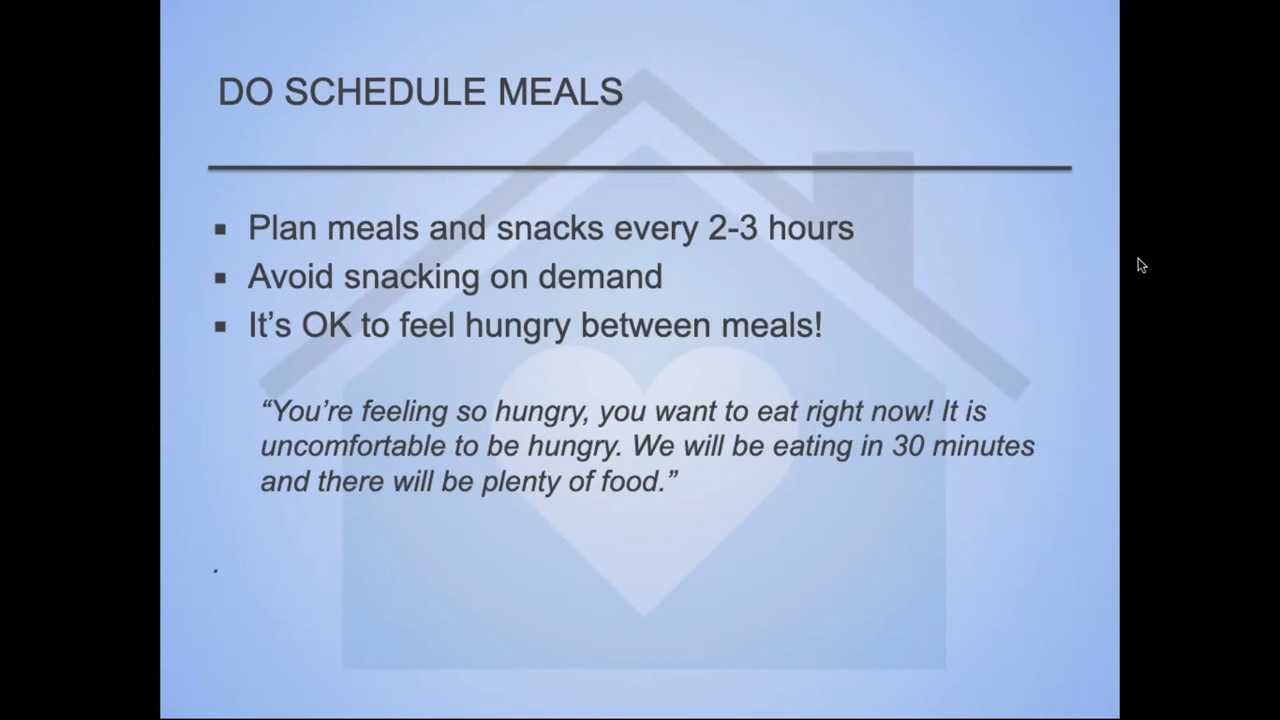 DO SCHEDULE MEALS
▪ Plan meals and snacks every 2-3 hours
▪ Avoid snacking on demand
▪ It’s OK to feel hungry between meals!
“You’re feeling so hungry, you want to eat right now! It is
uncomfortable to be hungry. We will be eating in 30 minutes
and there will be plenty of food.”
.